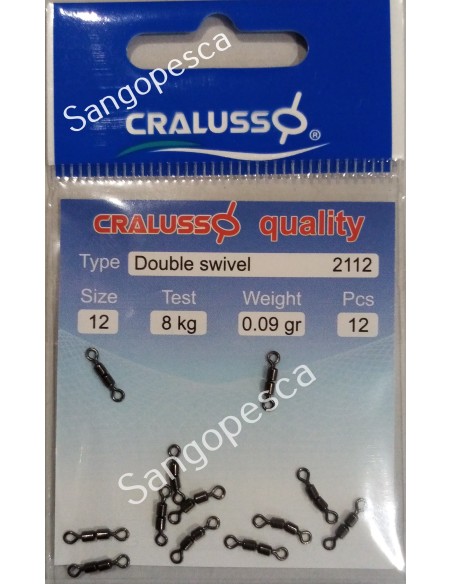 Sangopesca
CRALUSSO ®
CRALUSSO quality
Type Double swivel 2112
Size Test Weight Pcs
12 8 kg 0.09 gr 12
Sangopesca